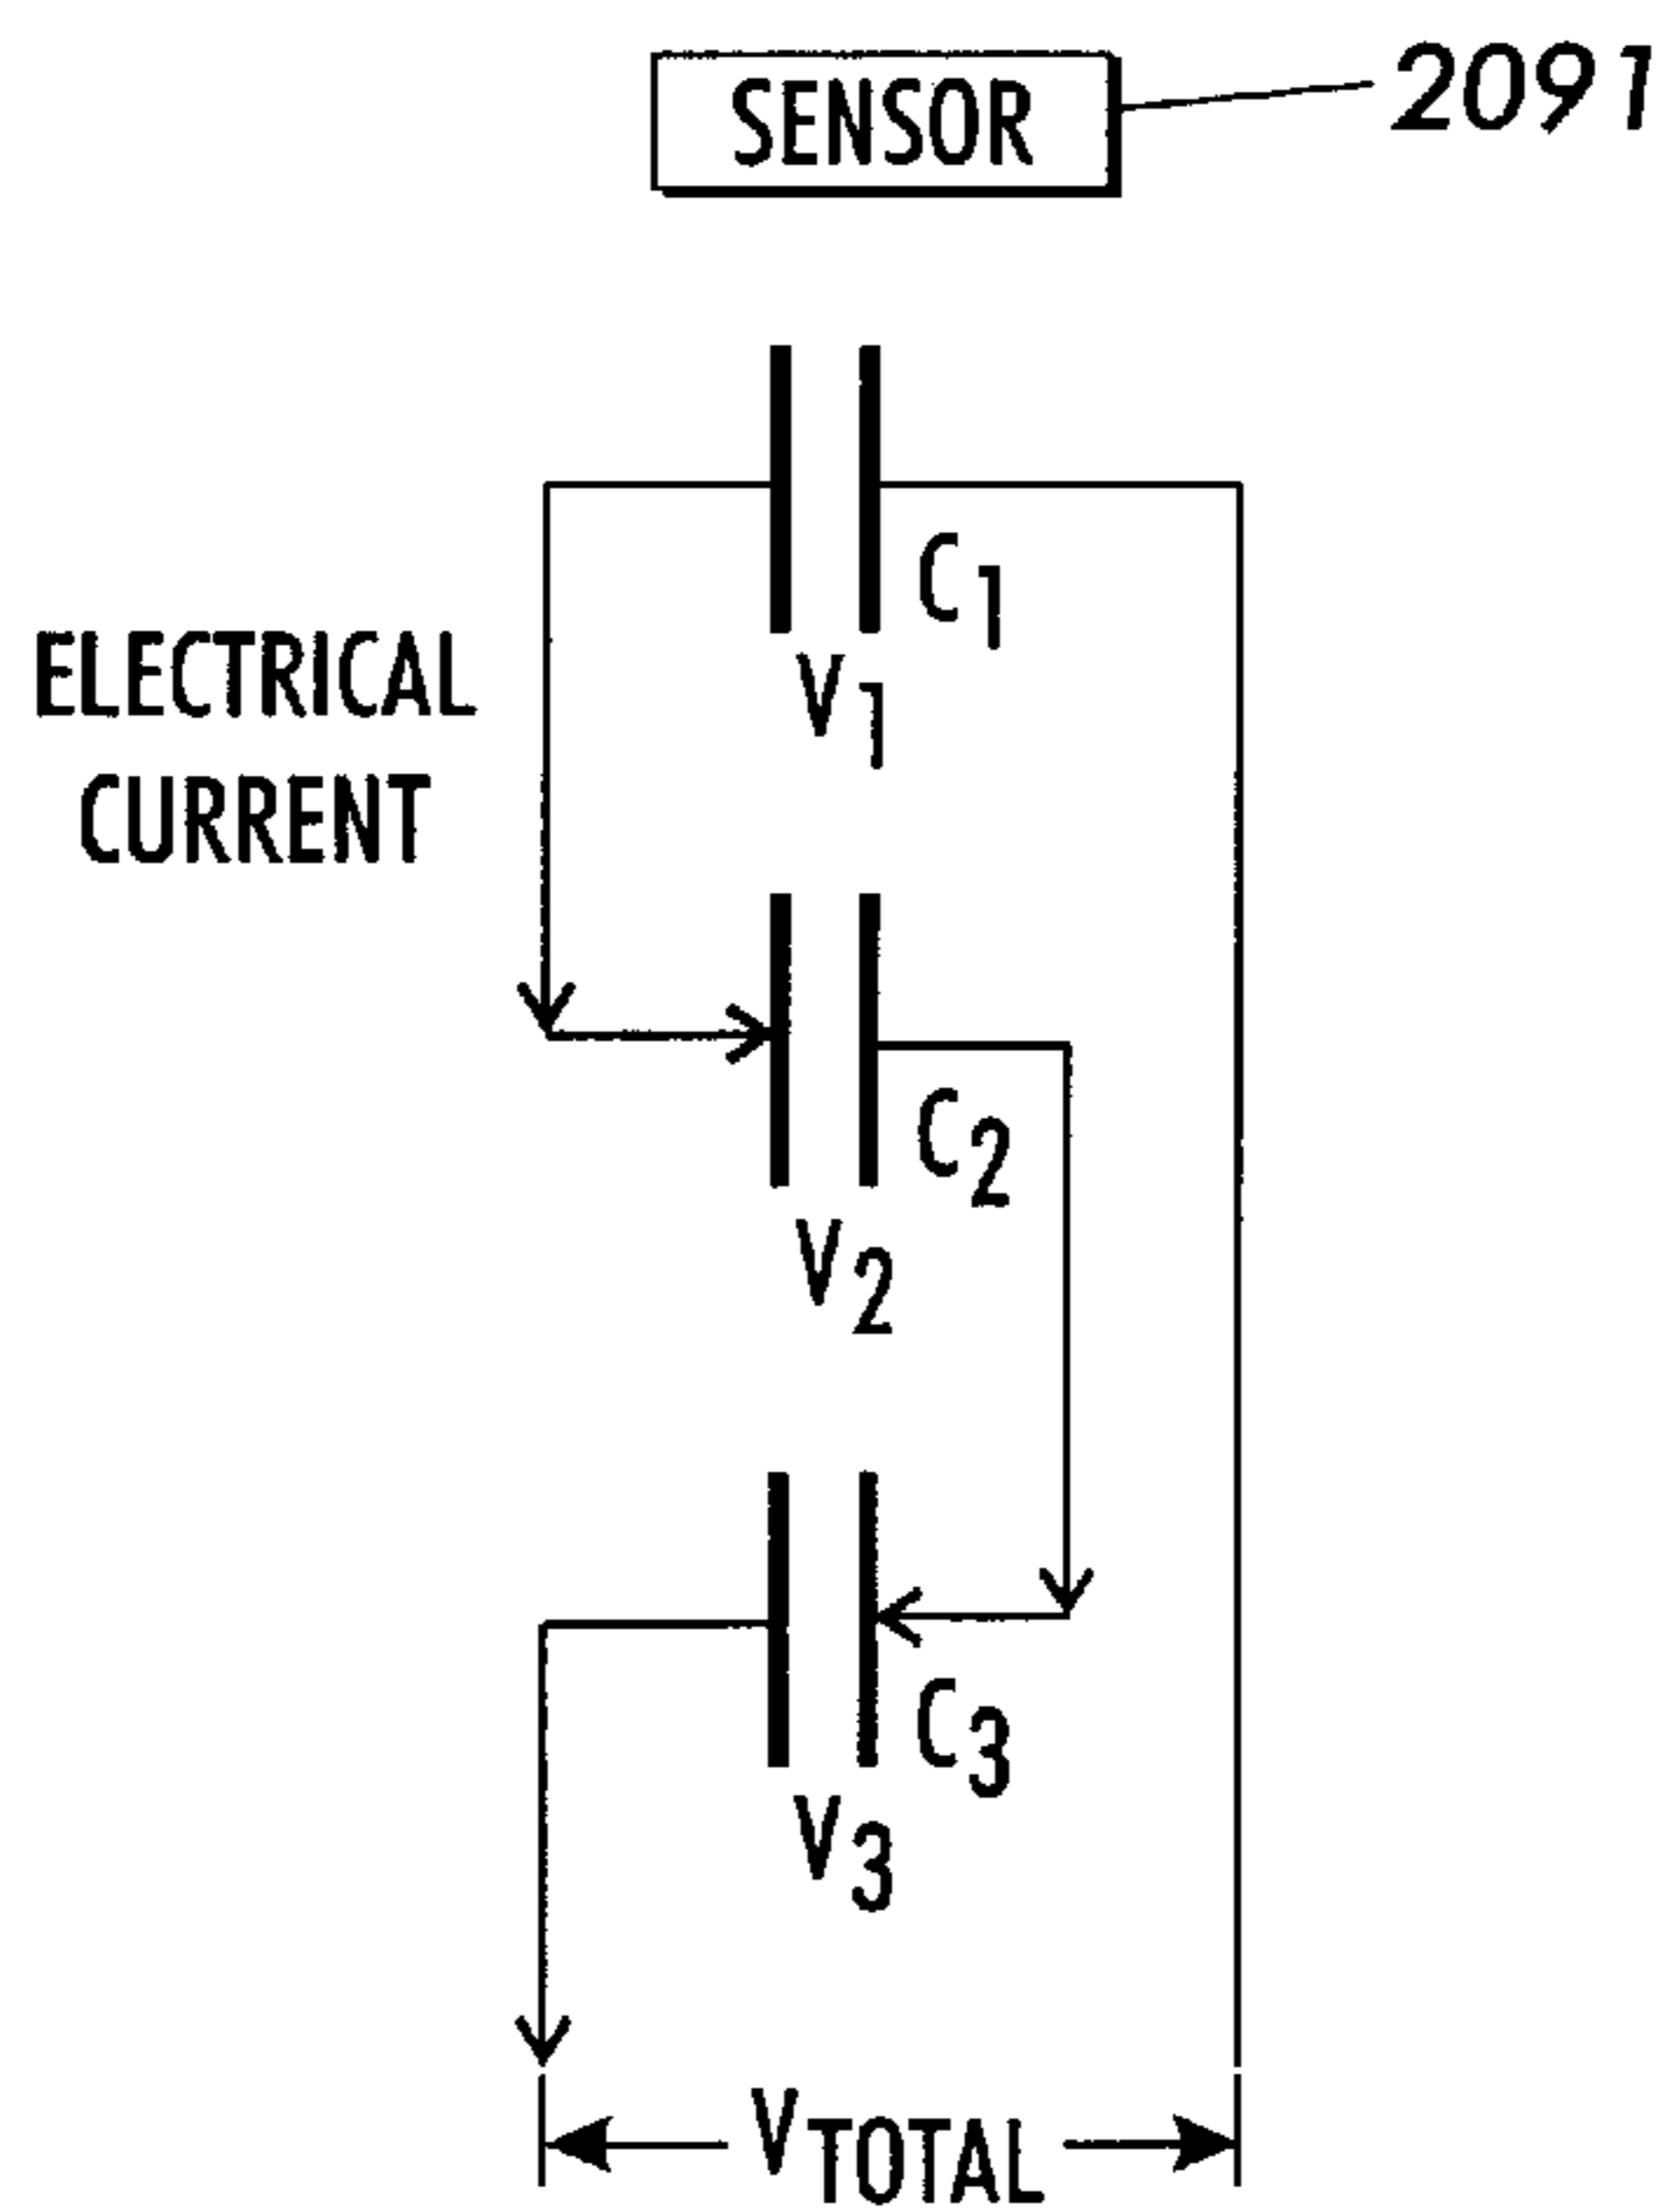 SENSOR 2091
C1
V1
ELECTRICAL
CURRENT
C2
V2
C3
V3
VTOTAL